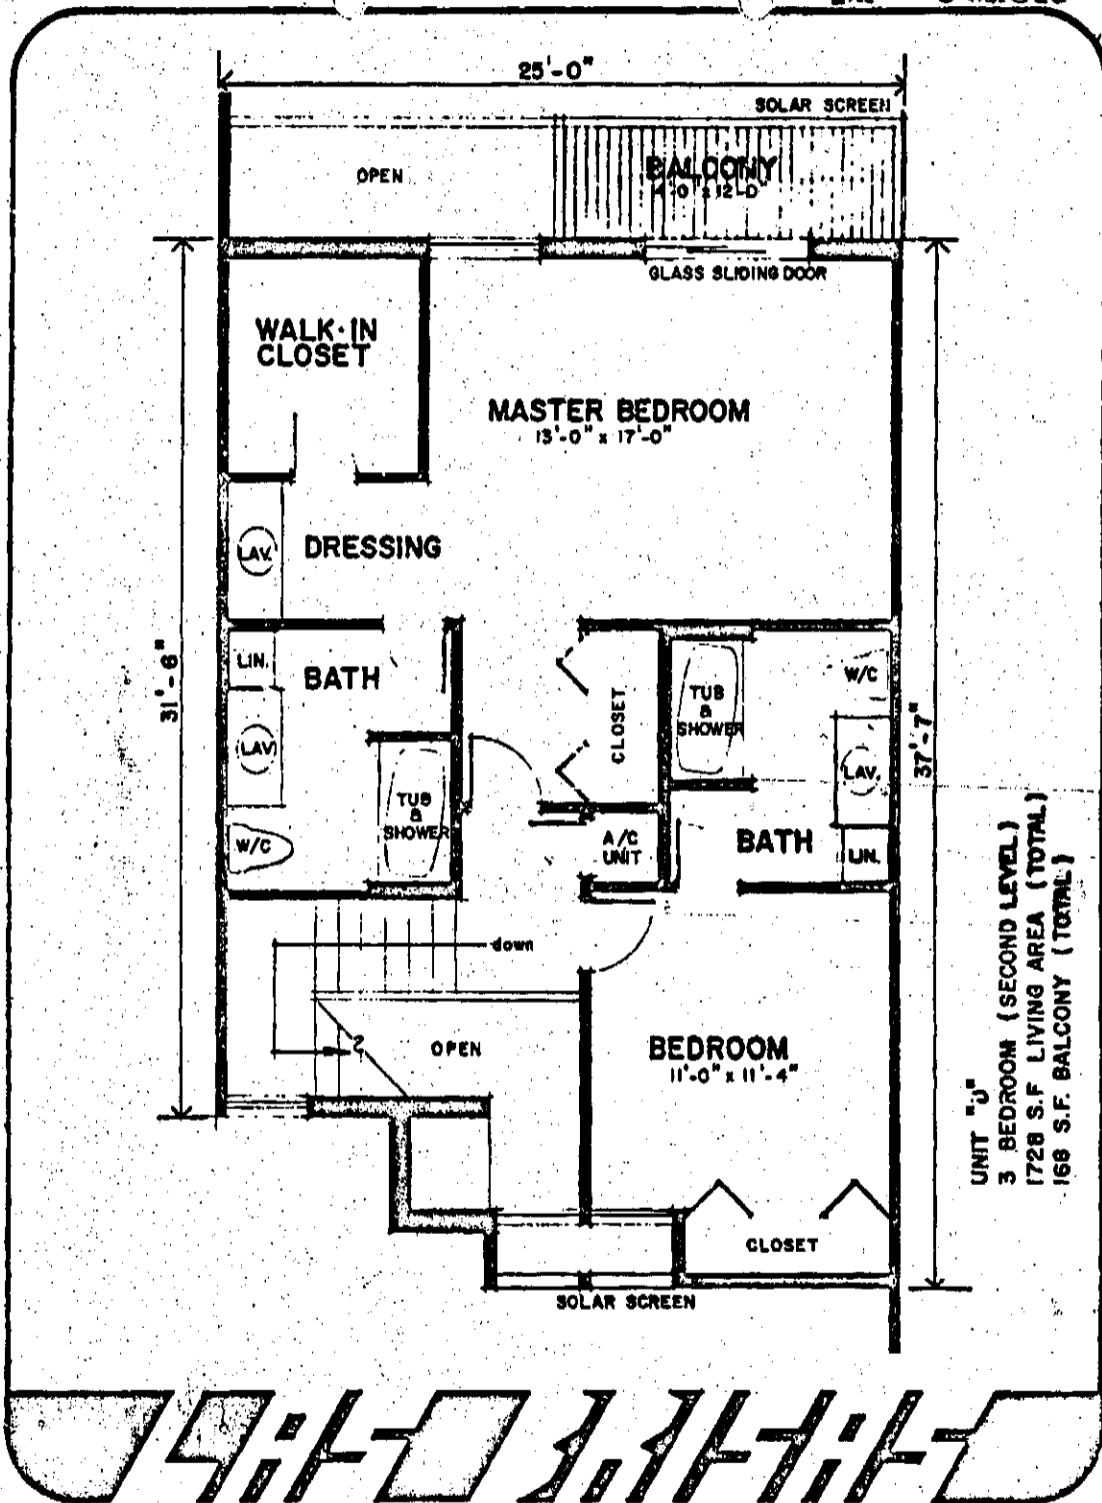 25'-0"
SOLAR SCREEN
OPEN
BALCONY
4'-0" x 12'-0"
GLASS SLIDING DOOR
WALK-IN
CLOSET
MASTER BEDROOM
13'-0" x 17'-0"
LAV.
DRESSING
31'-6"
37'-7"
LIN.
BATH
LAV.
W/C
TUB
&
SHOWER
CLOSET
TUB
&
SHOWER
W/C
LAV.
LIN.
BATH
A/C
UNIT
down
OPEN
BEDROOM
11'-0" x 11'-4"
CLOSET
SOLAR SCREEN
UNIT "J"
3 BEDROOM (SECOND LEVEL)
1728 S.F LIVING AREA (TOTAL)
168 S.F. BALCONY (TOTAL)